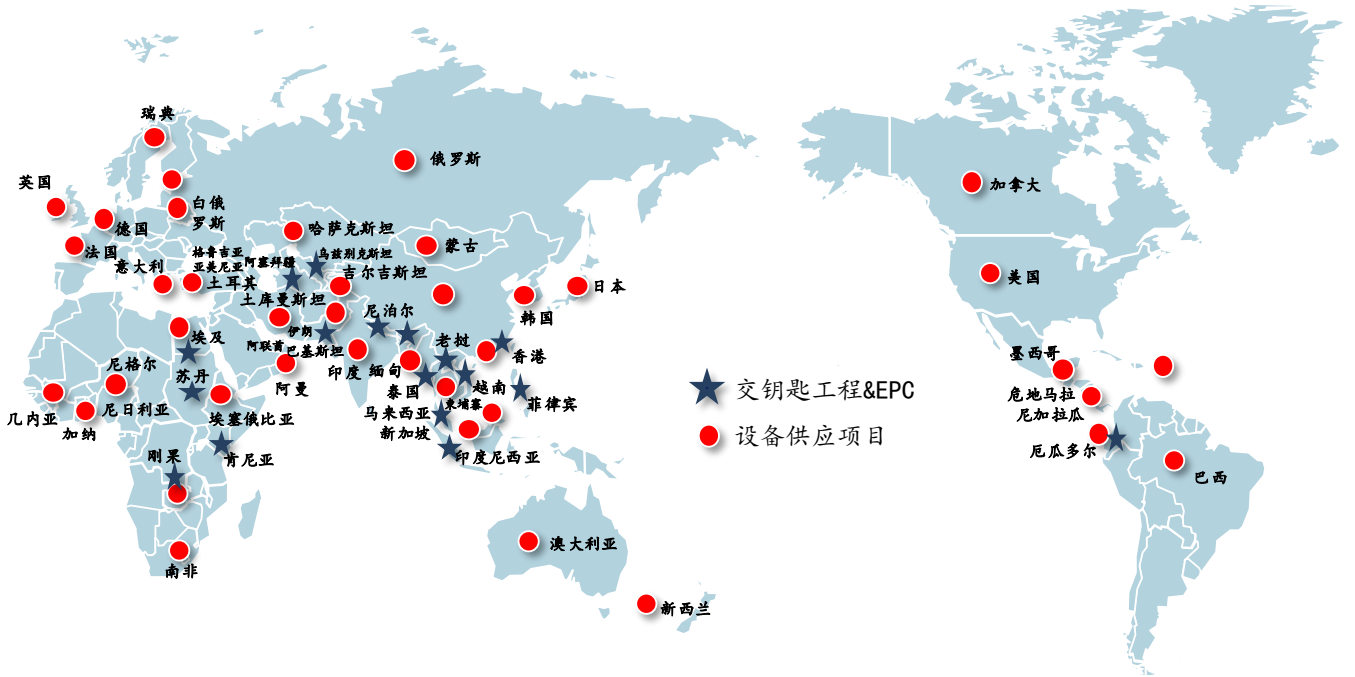 瑞典
俄罗斯
英国
加拿大
白俄
罗斯
德国
哈萨克斯坦
法国
格鲁吉亚
乌兹别克斯坦
蒙古
意大利
亚美尼亚
阿塞拜疆
吉尔吉斯坦
美国
土耳其
日本
土库曼斯坦
尼泊尔
韩国
埃及
伊朗
老挝
阿联酋
巴基斯坦
香港
墨西哥
尼格尔
印度
缅甸
苏丹
阿曼
泰国
越南
交钥匙工程&EPC
危地马拉
尼日利亚
柬埔寨
菲律宾
几内亚
埃塞俄比亚
马来西亚
尼加拉瓜
加纳
新加坡
设备供应项目
刚果
肯尼亚
印度尼西亚
厄瓜多尔
巴西
澳大利亚
南非
新西兰